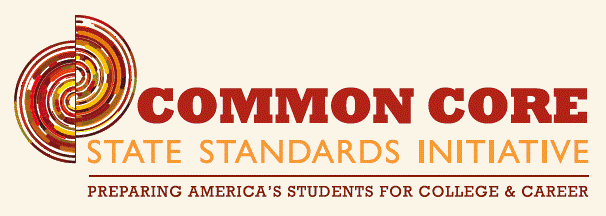 COMMON CORE
STATE STANDARDS INITIATIVE
PREPARING AMERICA'S STUDENTS FOR COLLEGE & CAREER